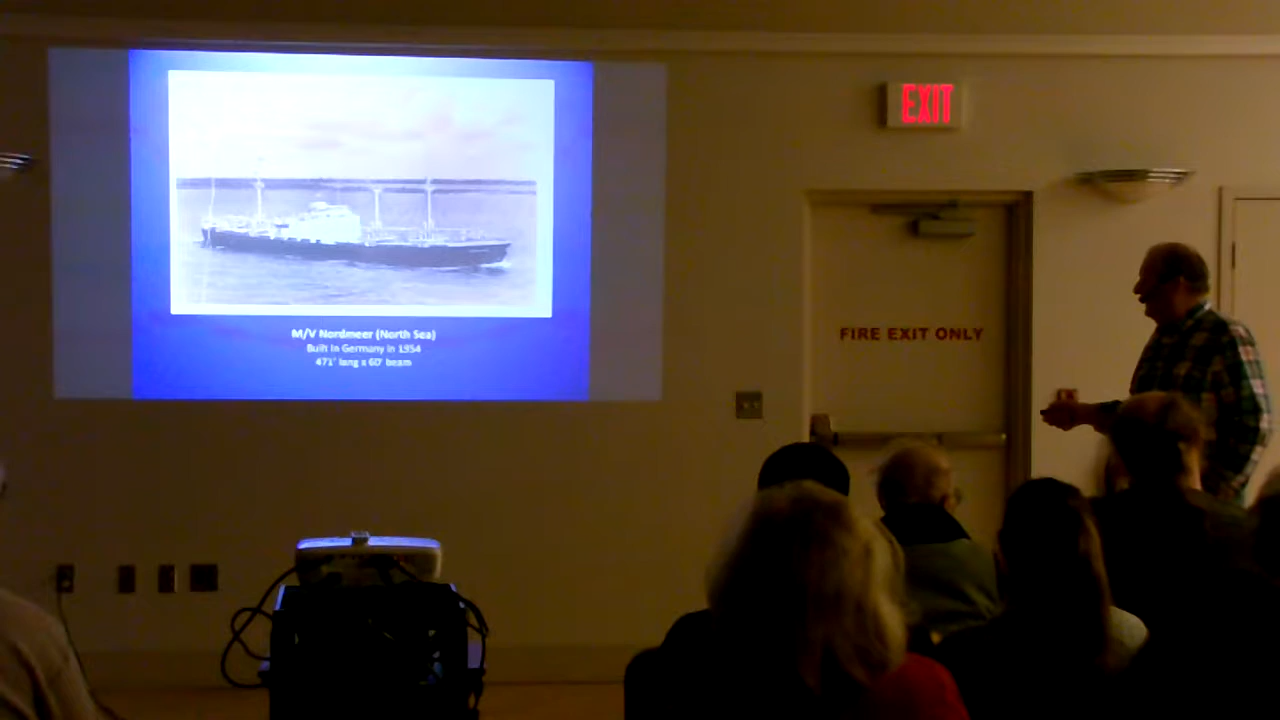 M/V Nordmeer (North Sea)
Built in Germany in 1954
471' long x 60' beam
EXIT
FIRE EXIT ONLY